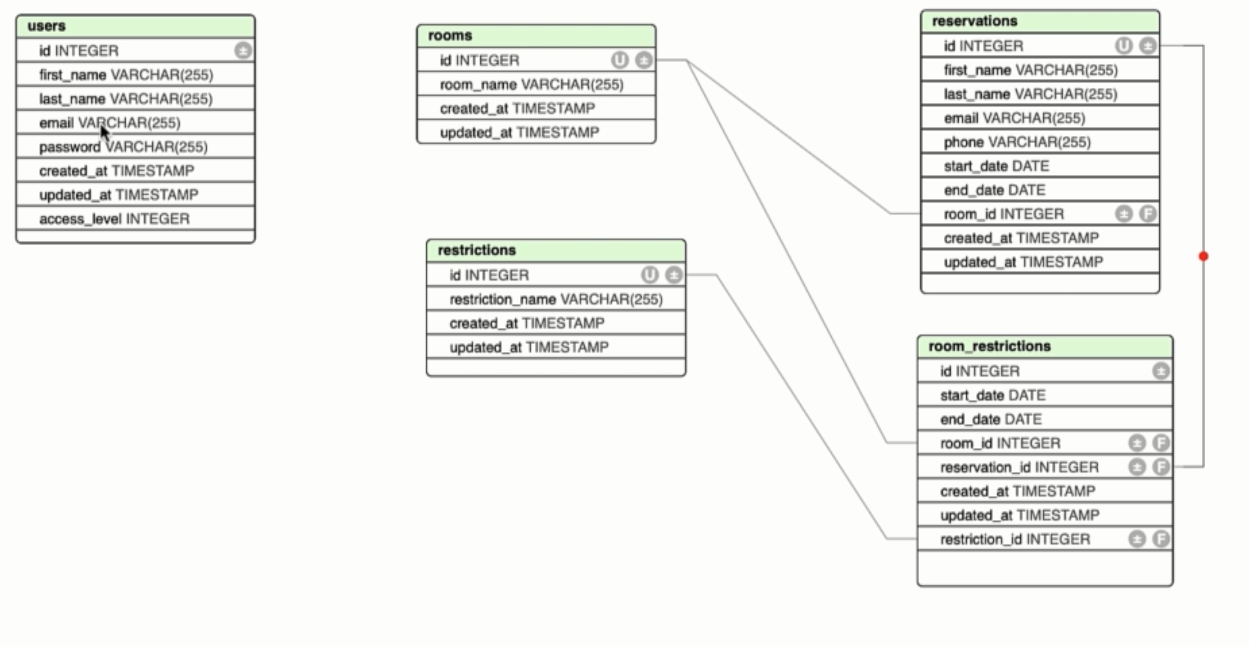 users
id INTEGER ±
first_name VARCHAR(255)
last_name VARCHAR(255)
email VARCHAR(255)
password VARCHAR(255)
created_at TIMESTAMP
updated_at TIMESTAMP
access_level INTEGER
rooms
id INTEGER U ±
room_name VARCHAR(255)
created_at TIMESTAMP
updated_at TIMESTAMP
restrictions
id INTEGER U ±
restriction_name VARCHAR(255)
created_at TIMESTAMP
updated_at TIMESTAMP
reservations
id INTEGER U ±
first_name VARCHAR(255)
last_name VARCHAR(255)
email VARCHAR(255)
phone VARCHAR(255)
start_date DATE
end_date DATE
room_id INTEGER ± F
created_at TIMESTAMP
updated_at TIMESTAMP
room_restrictions
id INTEGER ±
start_date DATE
end_date DATE
room_id INTEGER ± F
reservation_id INTEGER ± F
created_at TIMESTAMP
updated_at TIMESTAMP
restriction_id INTEGER ± F